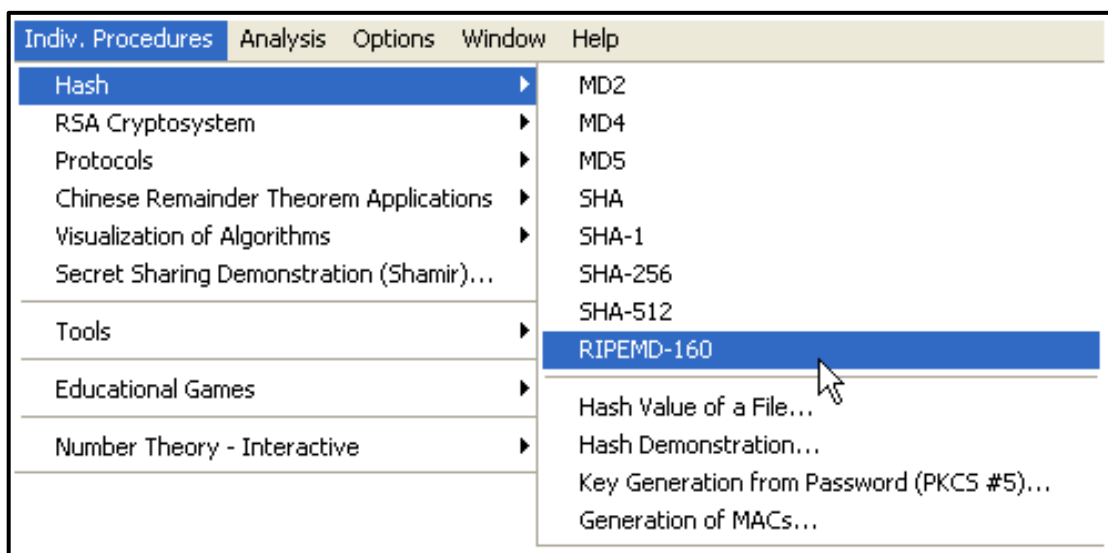 Indiv. Procedures Analysis Options Window Help
Hash
RSA Cryptosystem
Protocols
Chinese Remainder Theorem Applications
Visualization of Algorithms
Secret Sharing Demonstration (Shamir)...
Tools
Educational Games
Number Theory - Interactive
MD2
MD4
MD5
SHA
SHA-1
SHA-256
SHA-512
RIPEMD-160
Hash Value of a File...
Hash Demonstration...
Key Generation from Password (PKCS #5)...
Generation of MACs...